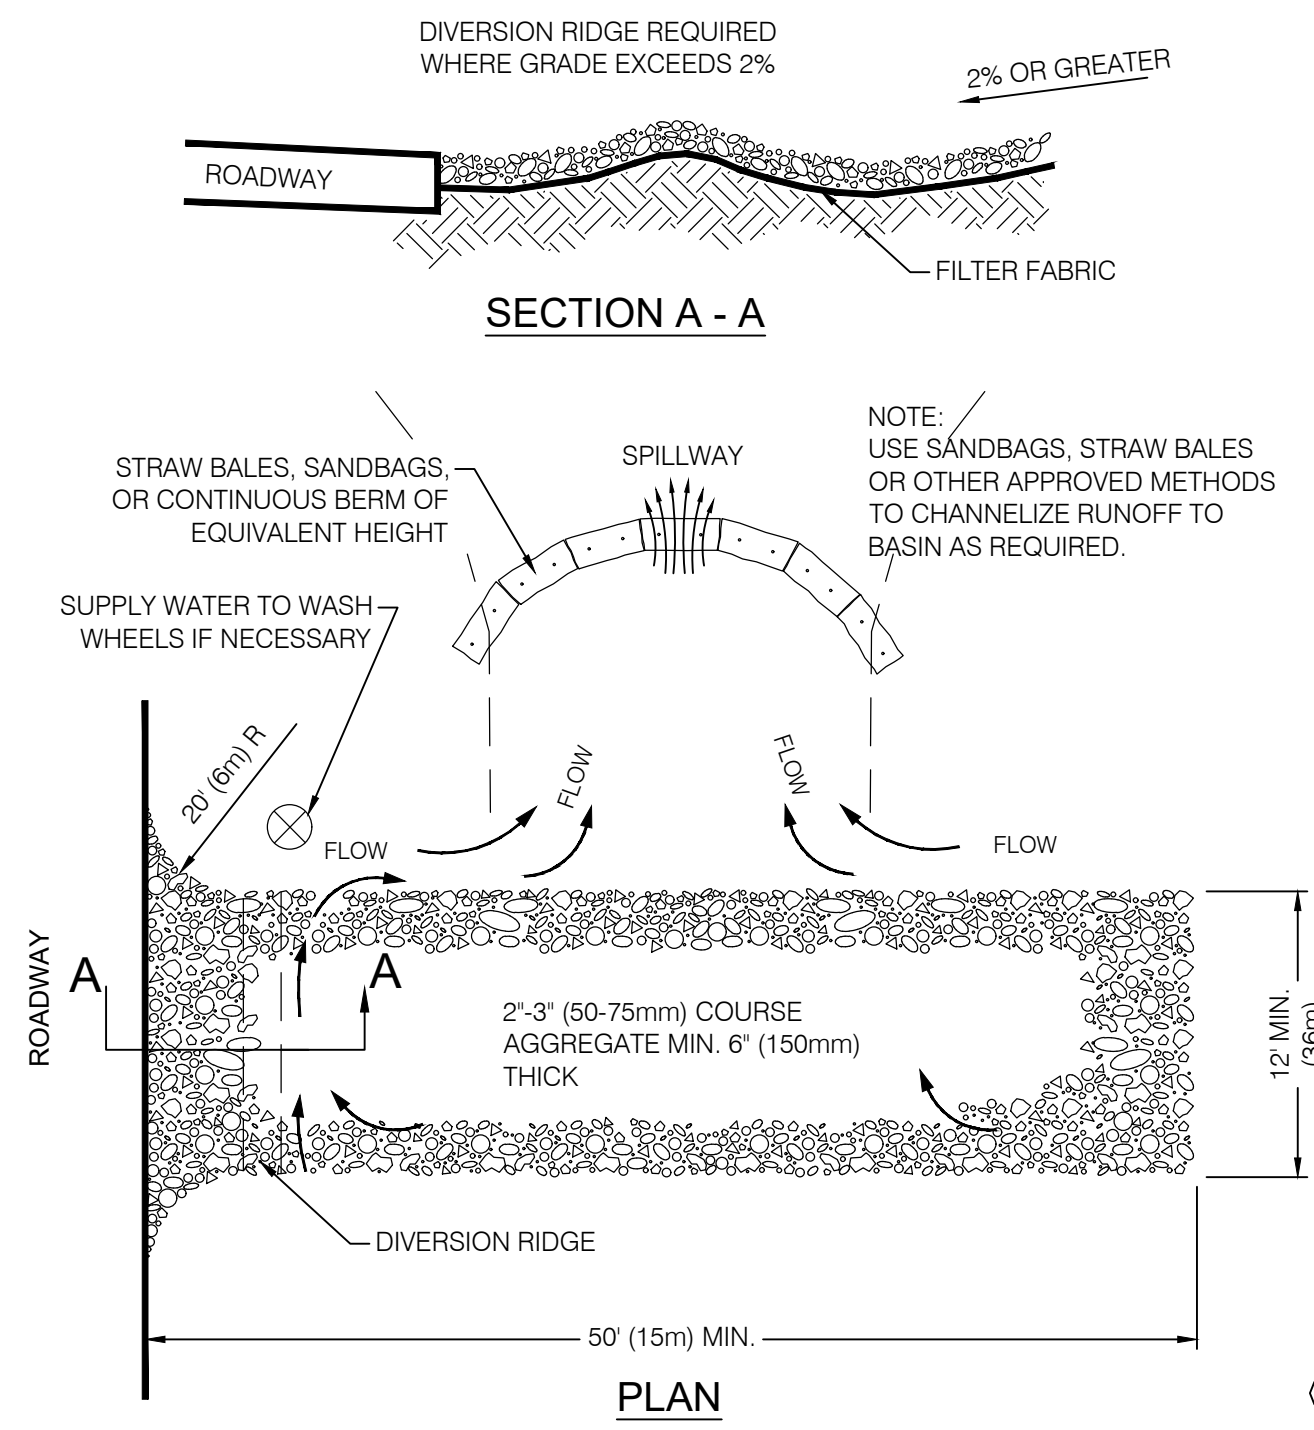 DIVERSION RIDGE REQUIRED
WHERE GRADE EXCEEDS 2%
2% OR GREATER
ROADWAY
FILTER FABRIC
SECTION A - A
STRAW BALES, SANDBAGS,
OR CONTINUOUS BERM OF
EQUIVALENT HEIGHT
SPILLWAY
NOTE:
USE SANDBAGS, STRAW BALES
OR OTHER APPROVED METHODS
TO CHANNELIZE RUNOFF TO
BASIN AS REQUIRED.
SUPPLY WATER TO WASH
WHEELS IF NECESSARY
20' (6m) R
FLOW
FLOW
FLOW
FLOW
ROADWAY
A
A
2"-3" (50-75mm) COURSE
AGGREGATE MIN. 6" (150mm)
THICK
12' MIN.
(36m)
DIVERSION RIDGE
50' (15m) MIN.
PLAN